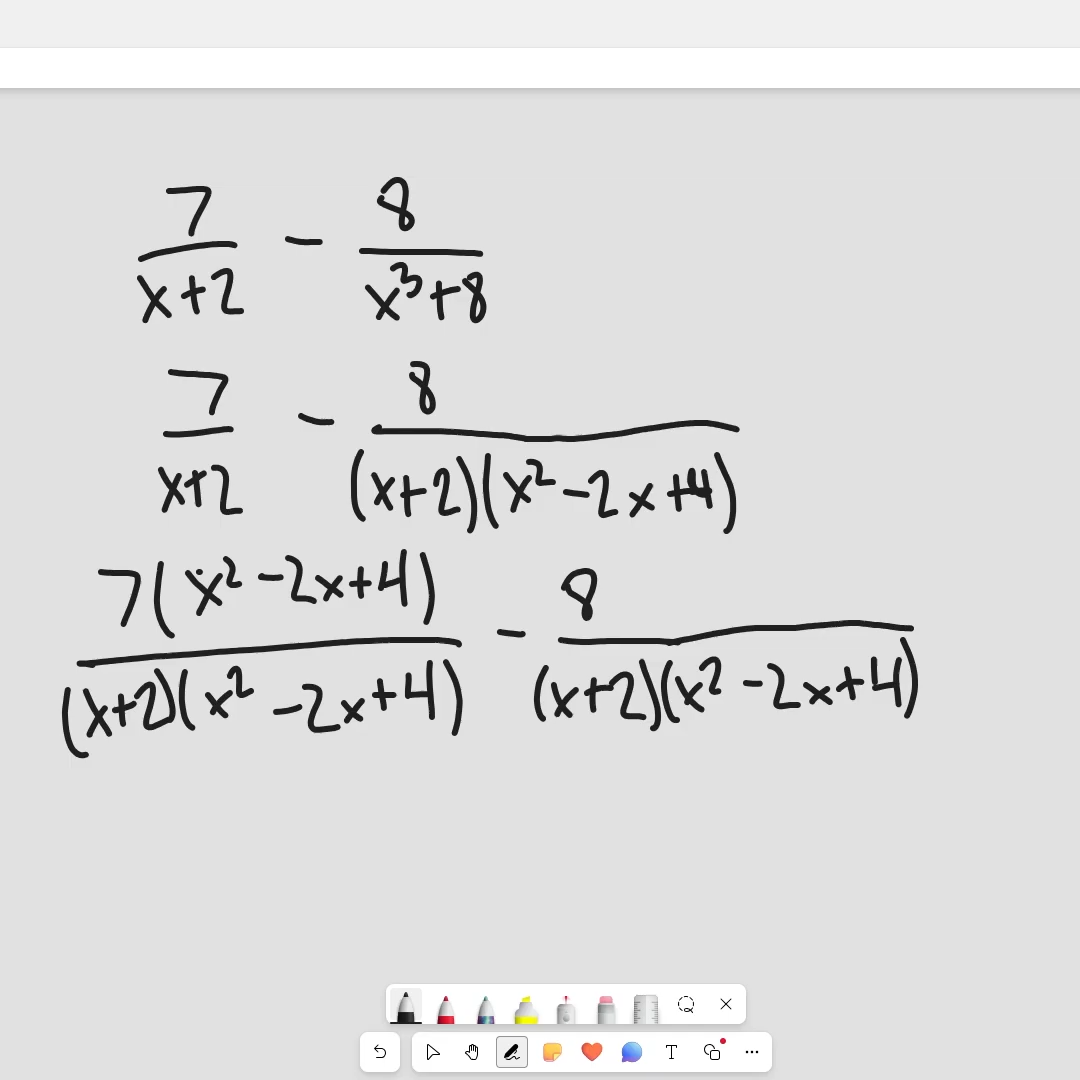 7/(x+2) - 8/(x³+8)
7/(x+2) - 8/((x+2)(x²-2x+4))
7(x²-2x+4)/((x+2)(x²-2x+4)) - 8/((x+2)(x²-2x+4))
T